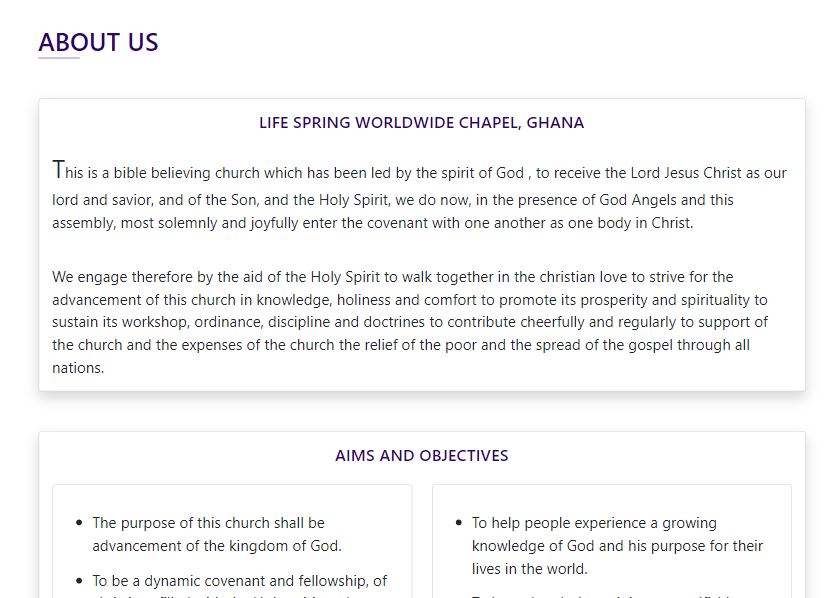 ABOUT US
LIFE SPRING WORLDWIDE CHAPEL, GHANA
This is a bible believing church which has been led by the spirit of God , to receive the Lord Jesus Christ as our
lord and savior, and of the Son, and the Holy Spirit, we do now, in the presence of God Angels and this
assembly, most solemnly and joyfully enter the covenant with one another as one body in Christ.
We engage therefore by the aid of the Holy Spirit to walk together in the christian love to strive for the
advancement of this church in knowledge, holiness and comfort to promote its prosperity and spirituality to
sustain its workshop, ordinance, discipline and doctrines to contribute cheerfully and regularly to support of
the church and the expenses of the church the relief of the poor and the spread of the gospel through all
nations.
AIMS AND OBJECTIVES
• The purpose of this church shall be
advancement of the kingdom of God.
• To be a dynamic covenant and fellowship, of
• To help people experience a growing
knowledge of God and his purpose for their
lives in the world.